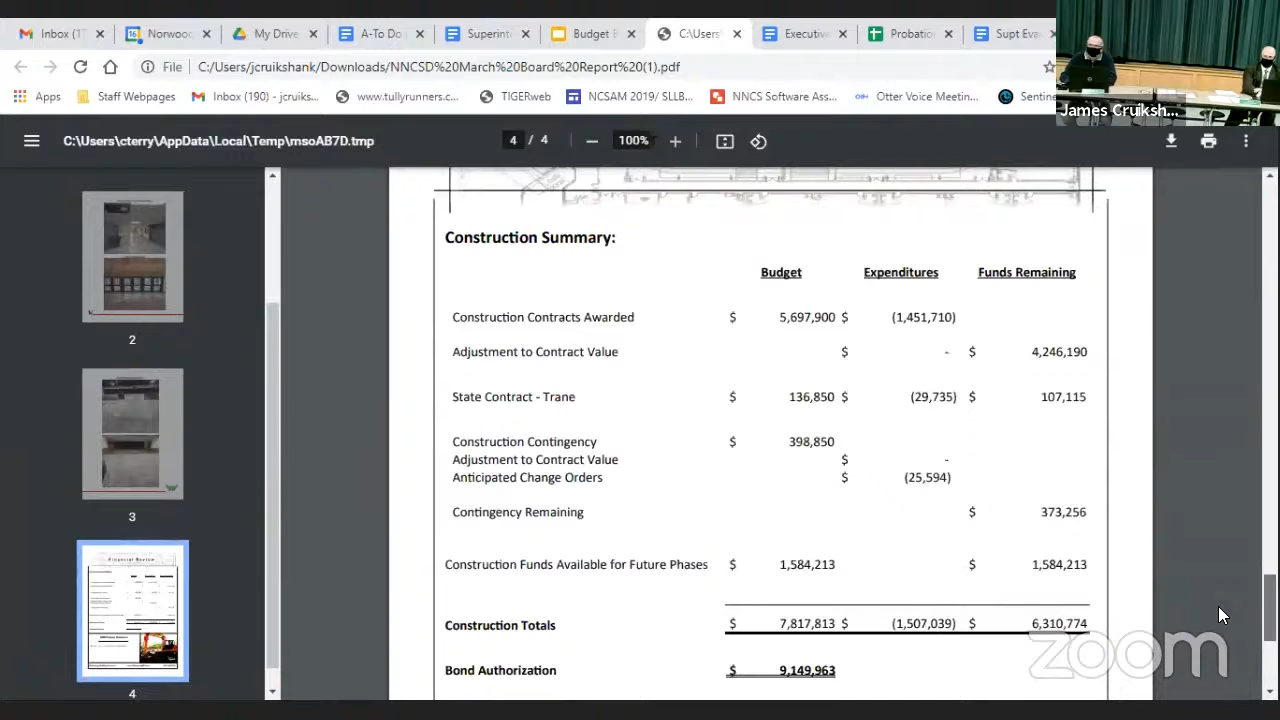 Inbox (1
Norwoo
My Drive
A-To Do
Superint
Budget
C:\Users
Executive
Probation
Supt Eva
File C:/Users/jcruikshank/Downloads/NNCSD%20March%20Board%20Report%20(1).pdf
Apps Staff Webpages Inbox (190) - jcruiks... www.tullyrunners.c... TIGERweb NCSAM 2019/ SLLB... NNCS Software Ass... Otter Voice Meetin... Sentine
James Cruiksh...
C:\Users\cterry\AppData\Local\Temp\msoAB7D.tmp 4 / 4 100%
2
3
4
Financial Review
Construction Summary:
Budget Expenditures Funds Remaining
Construction Contracts Awarded $ 5,697,900 $ (1,451,710)
Adjustment to Contract Value $ - $ 4,246,190
State Contract - Trane $ 136,850 $ (29,735) $ 107,115
Construction Contingency $ 398,850
Adjustment to Contract Value $ -
Anticipated Change Orders $ (25,594)
Contingency Remaining $ 373,256
Construction Funds Available for Future Phases $ 1,584,213 $ 1,584,213
Construction Totals $ 7,817,813 $ (1,507,039) $ 6,310,774
Bond Authorization $ 9,149,963
zoom